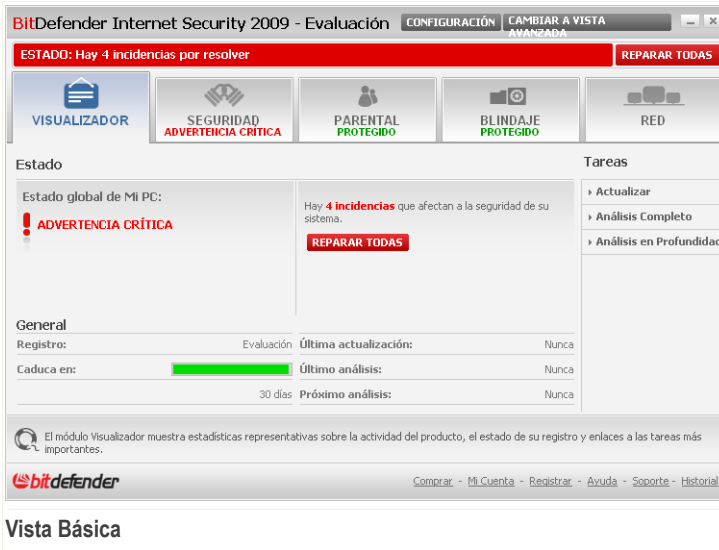 BitDefender Internet Security 2009 - Evaluación
CONFIGURACIÓN
CAMBIAR A VISTA AVANZADA
ESTADO: Hay 4 incidencias por resolver
REPARAR TODAS
VISUALIZADOR
SEGURIDAD
ADVERTENCIA CRÍTICA
PARENTAL
PROTEGIDO
BLINDAJE
PROTEGIDO
RED
Estado
Tareas
Estado global de Mi PC:
ADVERTENCIA CRÍTICA
Hay 4 incidencias que afectan a la seguridad de su
sistema.
REPARAR TODAS
Actualizar
Análisis Completo
Análisis en Profundidad
General
Registro: Evaluación
Última actualización: Nunca
Caduca en:
Último análisis: Nunca
30 días
Próximo análisis: Nunca
El módulo Visualizador muestra estadísticas representativas sobre la actividad del producto, el estado de su registro y enlaces a las tareas más
importantes.
bitdefender
Comprar - Mi Cuenta - Registrar - Ayuda - Soporte - Historial
Vista Básica